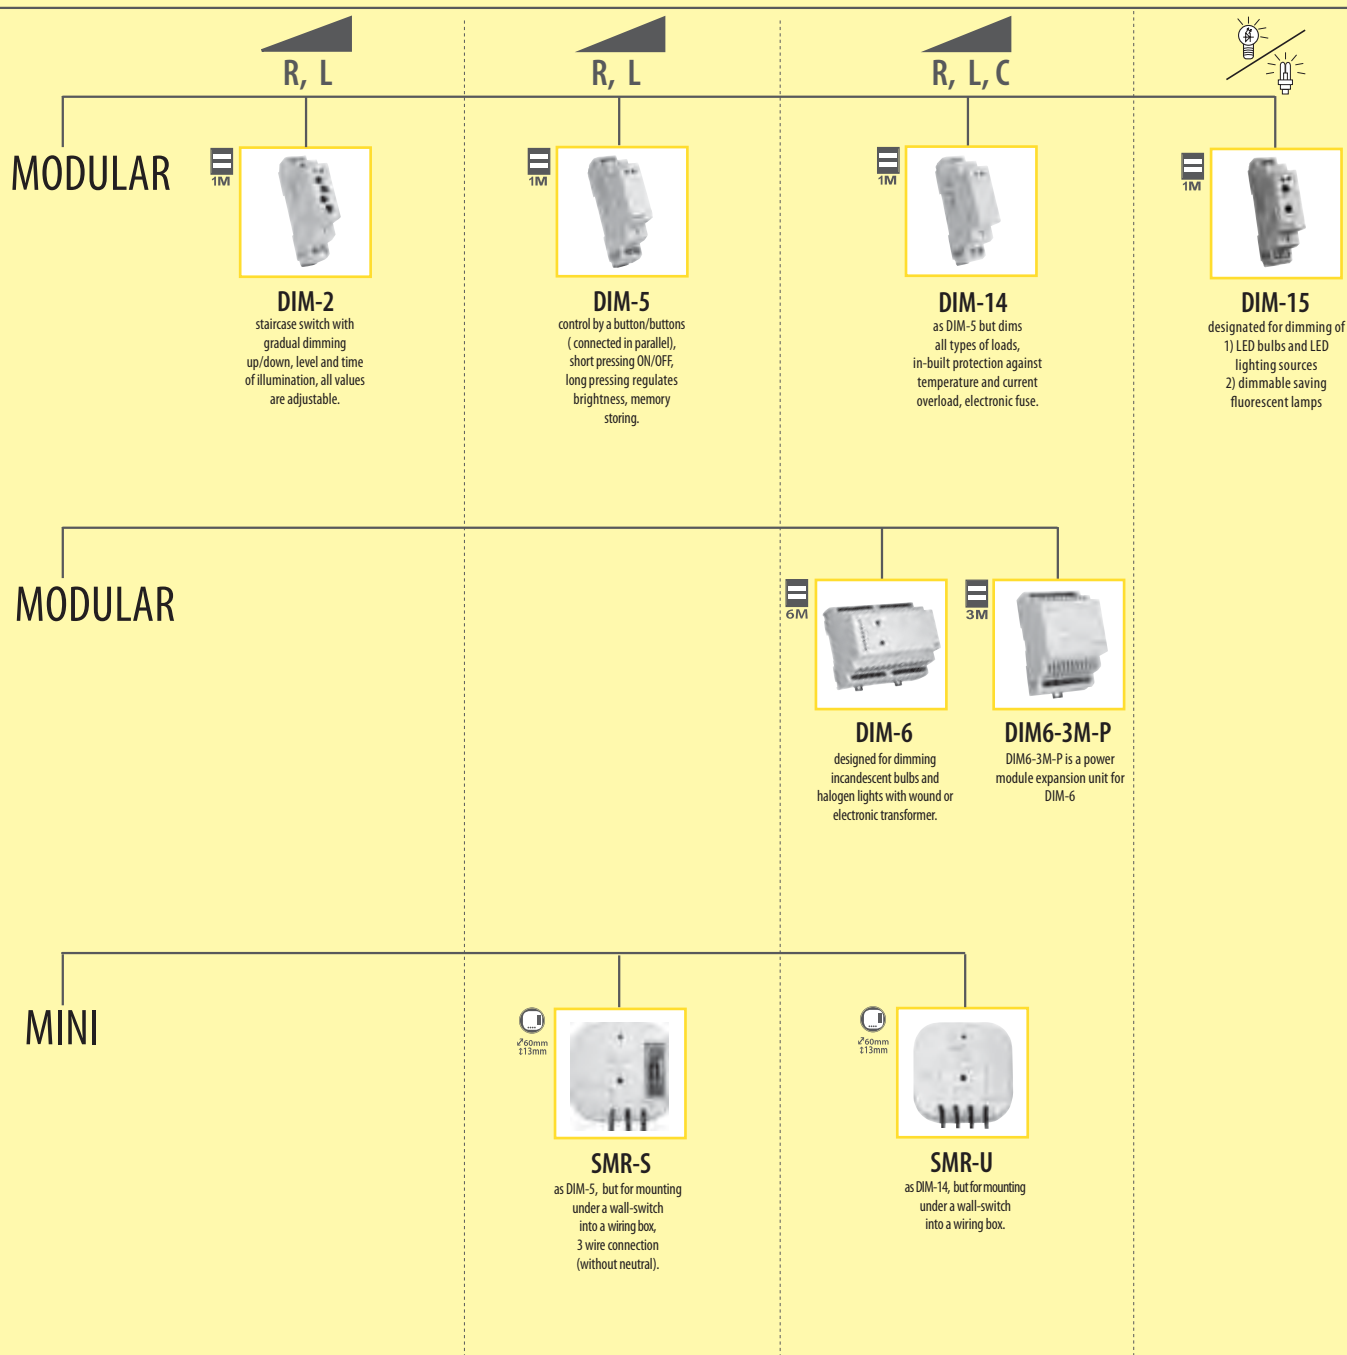 R, L
R, L
R, L, C
MODULAR
1M
DIM-2
staircase switch with
gradual dimming
up/down, level and time
of illumination, all values
are adjustable.
1M
DIM-5
control by a button/buttons
( connected in parallel),
short pressing ON/OFF,
long pressing regulates
brightness, memory
storing.
1M
DIM-14
as DIM-5 but dims
all types of loads,
in-built protection against
temperature and current
overload, electronic fuse.
1M
DIM-15
designated for dimming of
1) LED bulbs and LED
lighting sources
2) dimmable saving
fluorescent lamps
MODULAR
6M
DIM-6
designed for dimming
incandescent bulbs and
halogen lights with wound or
electronic transformer.
3M
DIM6-3M-P
DIM6-3M-P is a power
module expansion unit for
DIM-6
MINI
⤢60mm
↕13mm
SMR-S
as DIM-5, but for mounting
under a wall-switch
into a wiring box,
3 wire connection
(without neutral).
⤢60mm
↕13mm
SMR-U
as DIM-14, but for mounting
under a wall-switch
into a wiring box.